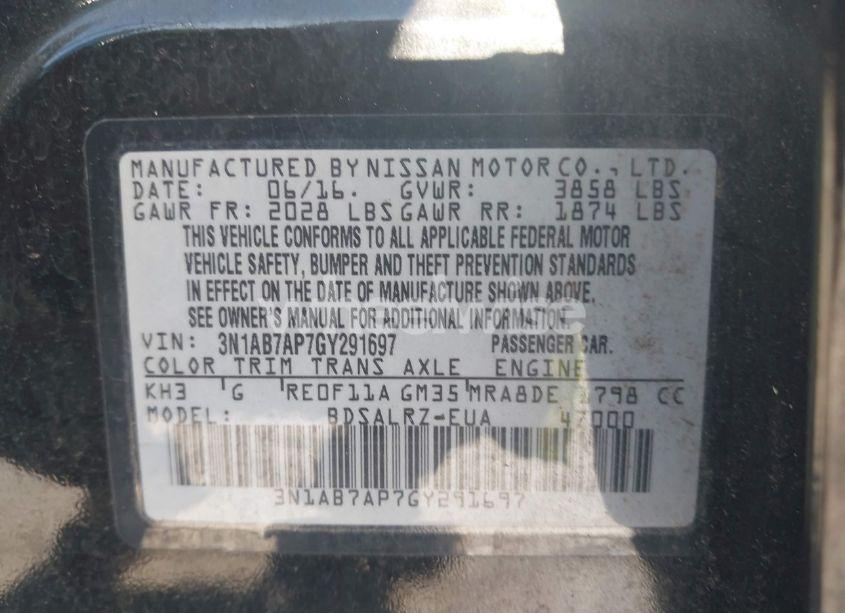 MANUFACTURED BY NISSAN MOTOR CO., LTD.
DATE: 06/16. GVWR: 3858 LBS
GAWR FR: 2028 LBS GAWR RR: 1874 LBS
THIS VEHICLE CONFORMS TO ALL APPLICABLE FEDERAL MOTOR
VEHICLE SAFETY, BUMPER AND THEFT PREVENTION STANDARDS
IN EFFECT ON THE DATE OF MANUFACTURE SHOWN ABOVE.
SEE OWNER'S MANUAL FOR ADDITIONAL INFORMATION.
VIN: 3N1AB7AP7GY291697 PASSENGER CAR.
COLOR TRIM TRANS AXLE ENGINE
KH3 G RE0F11A GM35 MRA8DE 1798 CC
MODEL: BDSALRZ-EUA 47000
3N1AB7AP7GY291697